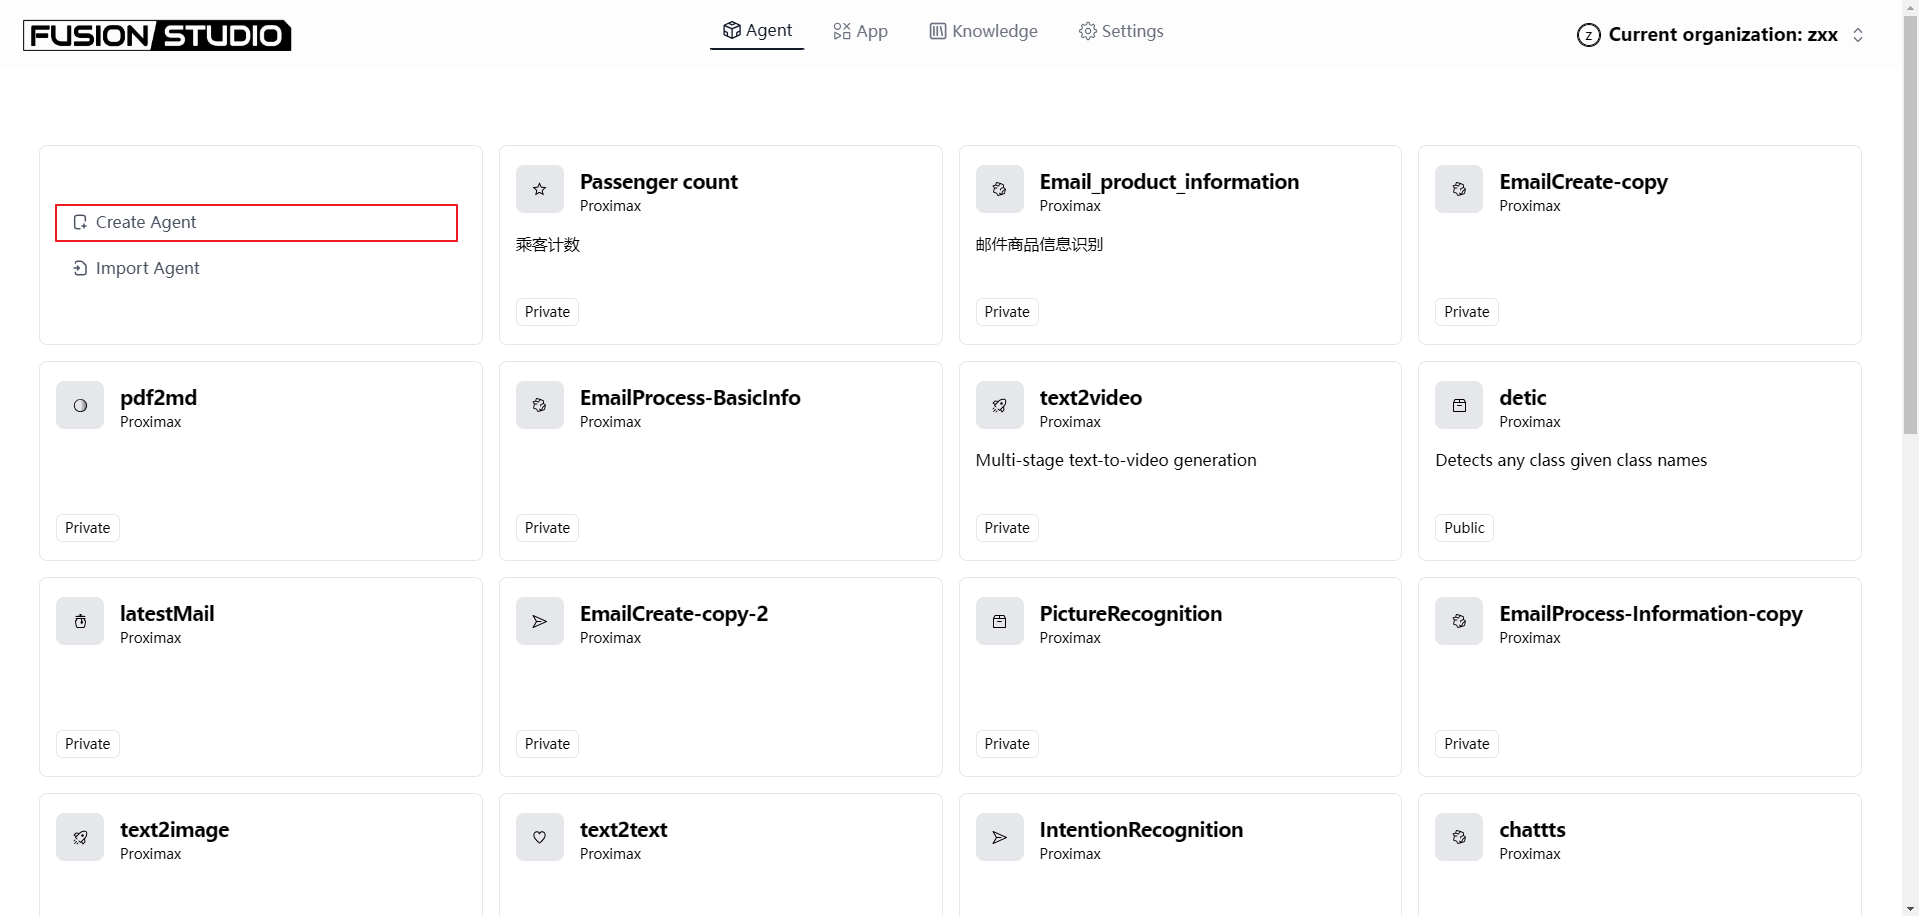 FUSION STUDIO
Agent
App
Knowledge
Settings
Z Current organization: zxx
Create Agent
Import Agent
Passenger count
Proximax
乘客计数
Private
Email_product_information
Proximax
邮件商品信息识别
Private
EmailCreate-copy
Proximax
Private
pdf2md
Proximax
Private
EmailProcess-BasicInfo
Proximax
Private
text2video
Proximax
Multi-stage text-to-video generation
Private
detic
Proximax
Detects any class given class names
Public
latestMail
Proximax
Private
EmailCreate-copy-2
Proximax
Private
PictureRecognition
Proximax
Private
EmailProcess-Information-copy
Proximax
Private
text2image
Proximax
text2text
Proximax
IntentionRecognition
Proximax
chattts
Proximax